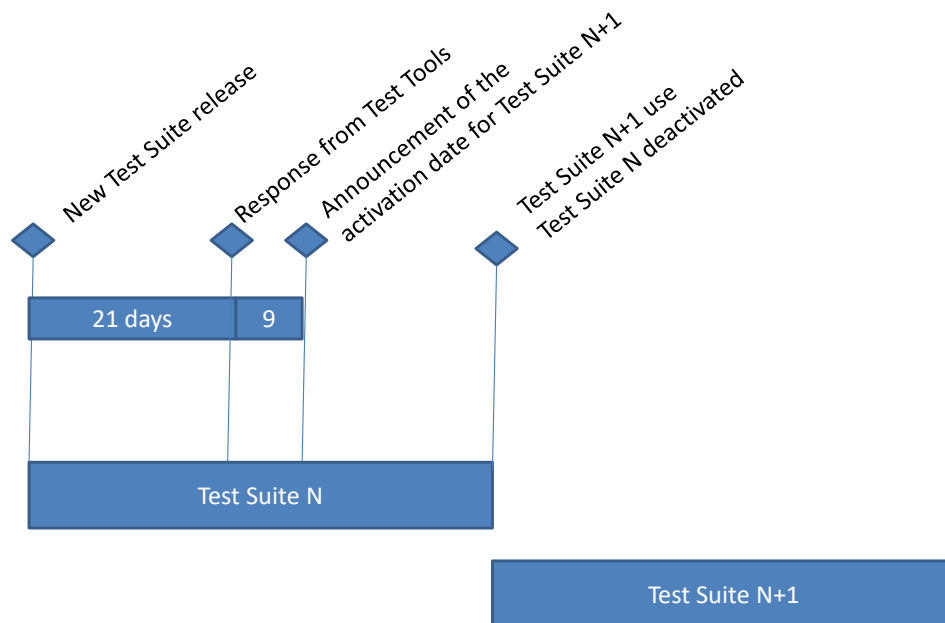 New Test Suite release
Response from Test Tools
Announcement of the
activation date for Test Suite N+1
Test Suite N+1 use
Test Suite N deactivated
21 days
9
Test Suite N
Test Suite N+1